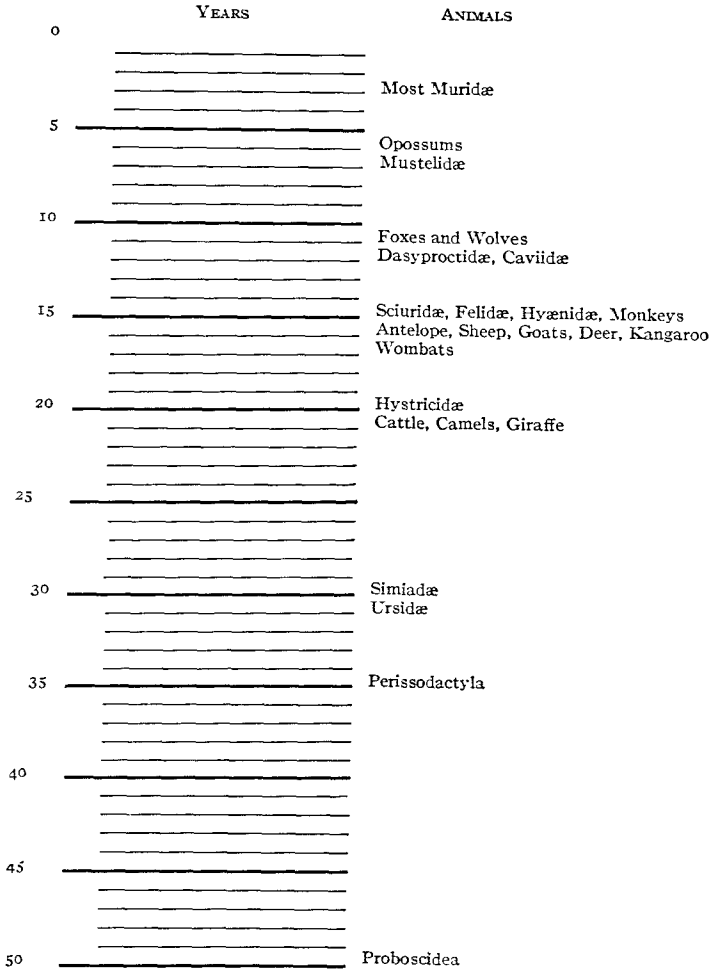 YEARS ANIMALS
0
Most Muridæ
5
Opossums
Mustelidæ
10
Foxes and Wolves
Dasyproctidæ, Caviidæ
15 Sciuridæ, Felidæ, Hyænidæ, Monkeys
Antelope, Sheep, Goats, Deer, Kangaroo
Wombats
20 Hystricidæ
Cattle, Camels, Giraffe
25
30 Simiadæ
Ursidæ
35 Perissodactyla
40
45
50 Proboscidea